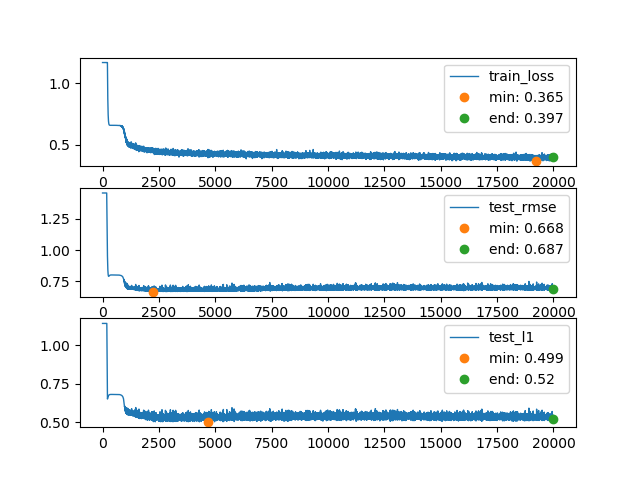 1.0
0.5
train_loss
min: 0.365
end: 0.397
0 2500 5000 7500 10000 12500 15000 17500 20000
1.25
1.00
0.75
test_rmse
min: 0.668
end: 0.687
0 2500 5000 7500 10000 12500 15000 17500 20000
1.00
0.75
0.50
test_l1
min: 0.499
end: 0.52
0 2500 5000 7500 10000 12500 15000 17500 20000